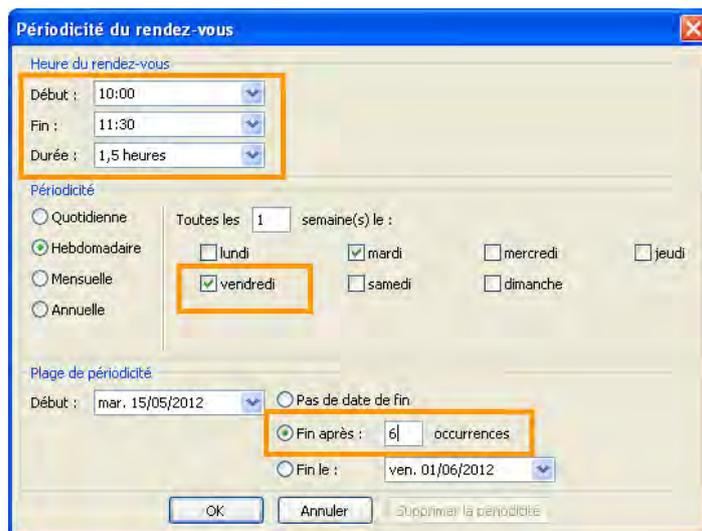 Périodicité du rendez-vous
Heure du rendez-vous
Début : 10:00
Fin : 11:30
Durée : 1,5 heures
Périodicité
Quotidienne
Toutes les 1 semaine(s) le :
Hebdomadaire
lundi mardi mercredi jeudi
Mensuelle
vendredi samedi dimanche
Annuelle
Plage de périodicité
Début : mar. 15/05/2012
Pas de date de fin
Fin après : 6 occurrences
Fin le : ven. 01/06/2012
OK Annuler Supprimer la périodicité